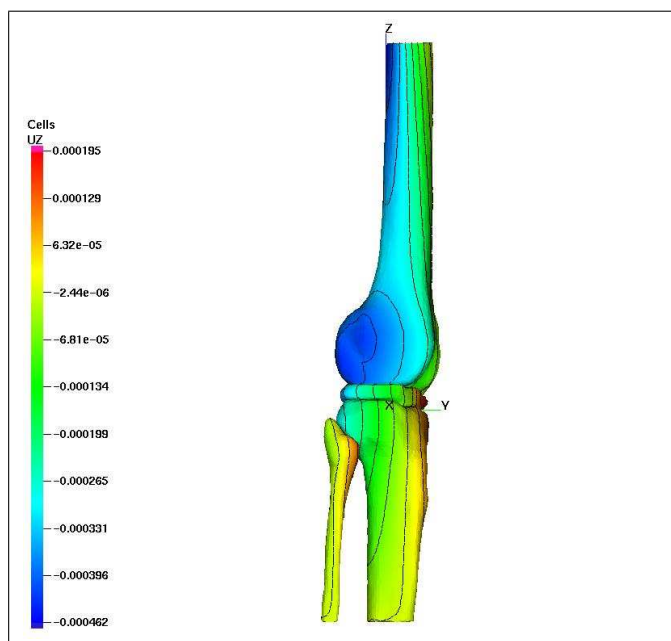 Z
Cells
UZ
0.000195
0.000129
6.32e-05
-2.44e-06
-6.81e-05
-0.000134
-0.000199
-0.000265
-0.000331
-0.000396
-0.000462
X
Y